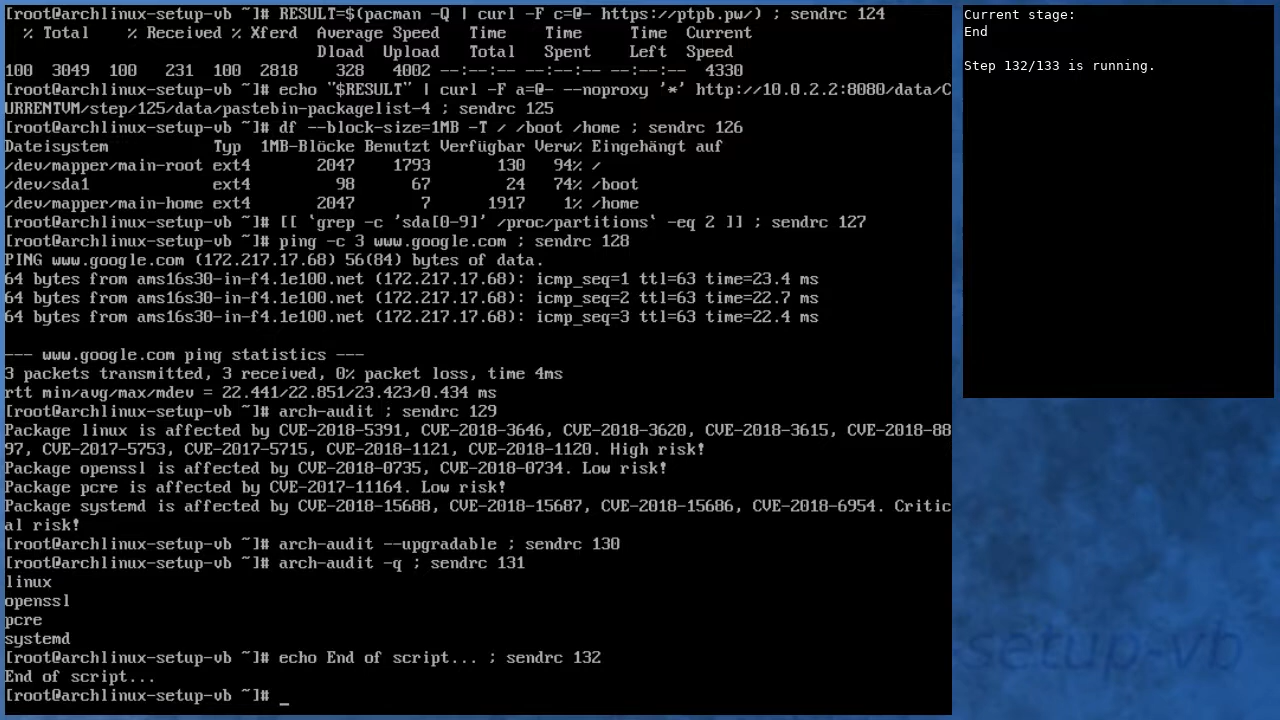 [root@archlinux-setup-vb ~]# RESULT=$(pacman -Q | curl -F c=@- https://ptpb.pw/) ; sendrc 124
  % Total    % Received % Xferd  Average Speed   Time    Time     Time  Current
                                 Dload  Upload   Total   Spent    Left  Speed
100  3049  100   231  100  2818    328   4002 --:--:-- --:--:-- --:--:--  4330
[root@archlinux-setup-vb ~]# echo "$RESULT" | curl -F a=@- --noproxy '*' http://10.0.2.2:8080/data/C
URRENTVM/step/125/data/pastebin-packagelist-4 ; sendrc 125
[root@archlinux-setup-vb ~]# df --block-size=1MB -T / /boot /home ; sendrc 126
Dateisystem           Typ  1MB-Blöcke Benutzt Verfügbar Verw% Eingehängt auf
/dev/mapper/main-root ext4       2047    1793       130   94% /
/dev/sda1             ext4         98      67        24   74% /boot
/dev/mapper/main-home ext4       2047       7      1917    1% /home
[root@archlinux-setup-vb ~]# [[ `grep -c 'sda[0-9]' /proc/partitions` -eq 2 ]] ; sendrc 127
[root@archlinux-setup-vb ~]# ping -c 3 www.google.com ; sendrc 128
PING www.google.com (172.217.17.68) 56(84) bytes of data.
64 bytes from ams16s30-in-f4.1e100.net (172.217.17.68): icmp_seq=1 ttl=63 time=23.4 ms
64 bytes from ams16s30-in-f4.1e100.net (172.217.17.68): icmp_seq=2 ttl=63 time=22.7 ms
64 bytes from ams16s30-in-f4.1e100.net (172.217.17.68): icmp_seq=3 ttl=63 time=22.4 ms
--- www.google.com ping statistics ---
3 packets transmitted, 3 received, 0% packet loss, time 4ms
rtt min/avg/max/mdev = 22.441/22.851/23.423/0.434 ms
[root@archlinux-setup-vb ~]# arch-audit ; sendrc 129
Package linux is affected by CVE-2018-5391, CVE-2018-3646, CVE-2018-3620, CVE-2018-3615, CVE-2018-88
97, CVE-2017-5753, CVE-2017-5715, CVE-2018-1121, CVE-2018-1120. High risk!
Package openssl is affected by CVE-2018-0735, CVE-2018-0734. Low risk!
Package pcre is affected by CVE-2017-11164. Low risk!
Package systemd is affected by CVE-2018-15688, CVE-2018-15687, CVE-2018-15686, CVE-2018-6954. Critic
al risk!
[root@archlinux-setup-vb ~]# arch-audit --upgradable ; sendrc 130
[root@archlinux-setup-vb ~]# arch-audit -q ; sendrc 131
linux
openssl
pcre
systemd
[root@archlinux-setup-vb ~]# echo End of script... ; sendrc 132
End of script...
[root@archlinux-setup-vb ~]# _
Current stage:
End
Step 132/133 is running.
setup-vb